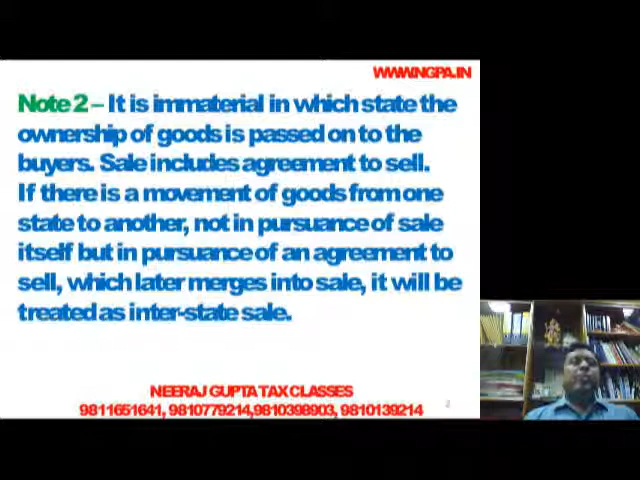 WWW.NGPA.IN
Note 2 – It is immaterial in which state the
ownership of goods is passed on to the
buyers. Sale includes agreement to sell.
If there is a movement of goods from one
state to another, not in pursuance of sale
itself but in pursuance of an agreement to
sell, which later merges into sale, it will be
treated as inter-state sale.
NEERAJ GUPTA TAX CLASSES
9811651641, 9810779214,9810398903, 9810139214
2